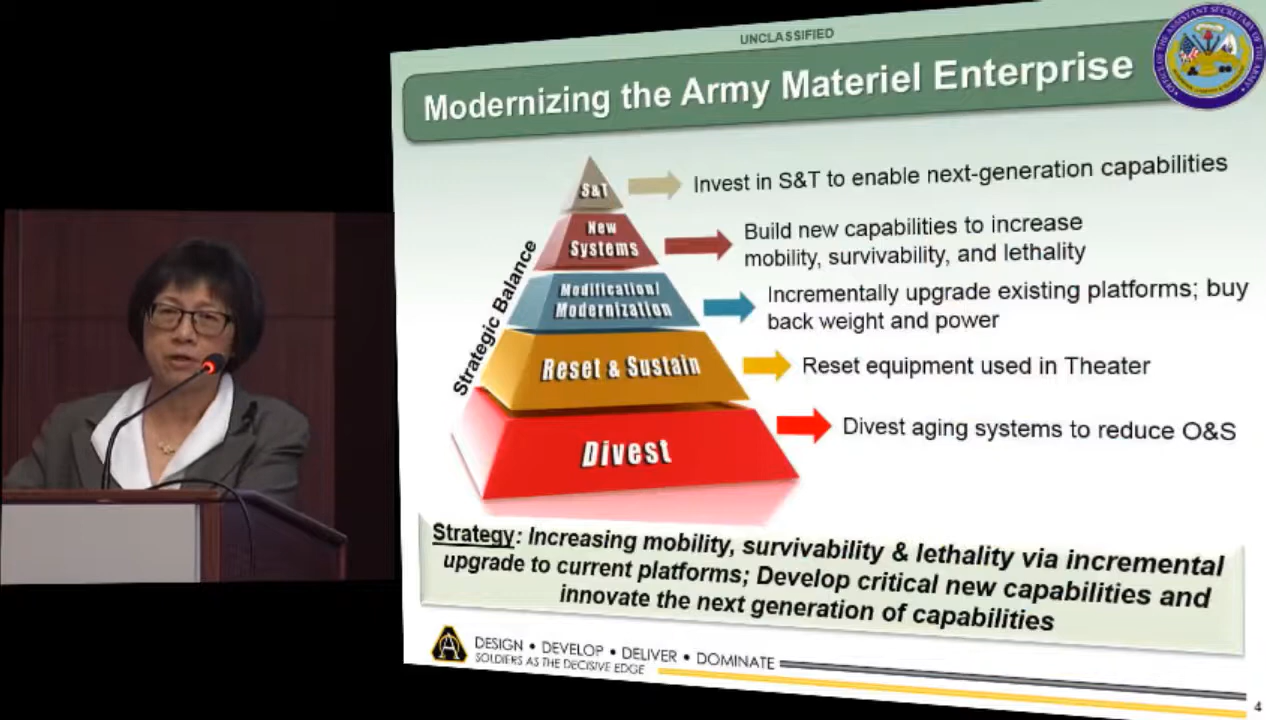 UNCLASSIFIED
Modernizing the Army Materiel Enterprise
S&T
Invest in S&T to enable next-generation capabilities
New
Systems
Build new capabilities to increase
mobility, survivability, and lethality
Modification/
Modernization
Incrementally upgrade existing platforms; buy
back weight and power
Reset & Sustain
Reset equipment used in Theater
Divest
Divest aging systems to reduce O&S
Strategic Balance
Strategy: Increasing mobility, survivability & lethality via incremental
upgrade to current platforms; Develop critical new capabilities and
innovate the next generation of capabilities
DESIGN • DEVELOP • DELIVER • DOMINATE
SOLDIERS AS THE DECISIVE EDGE
4